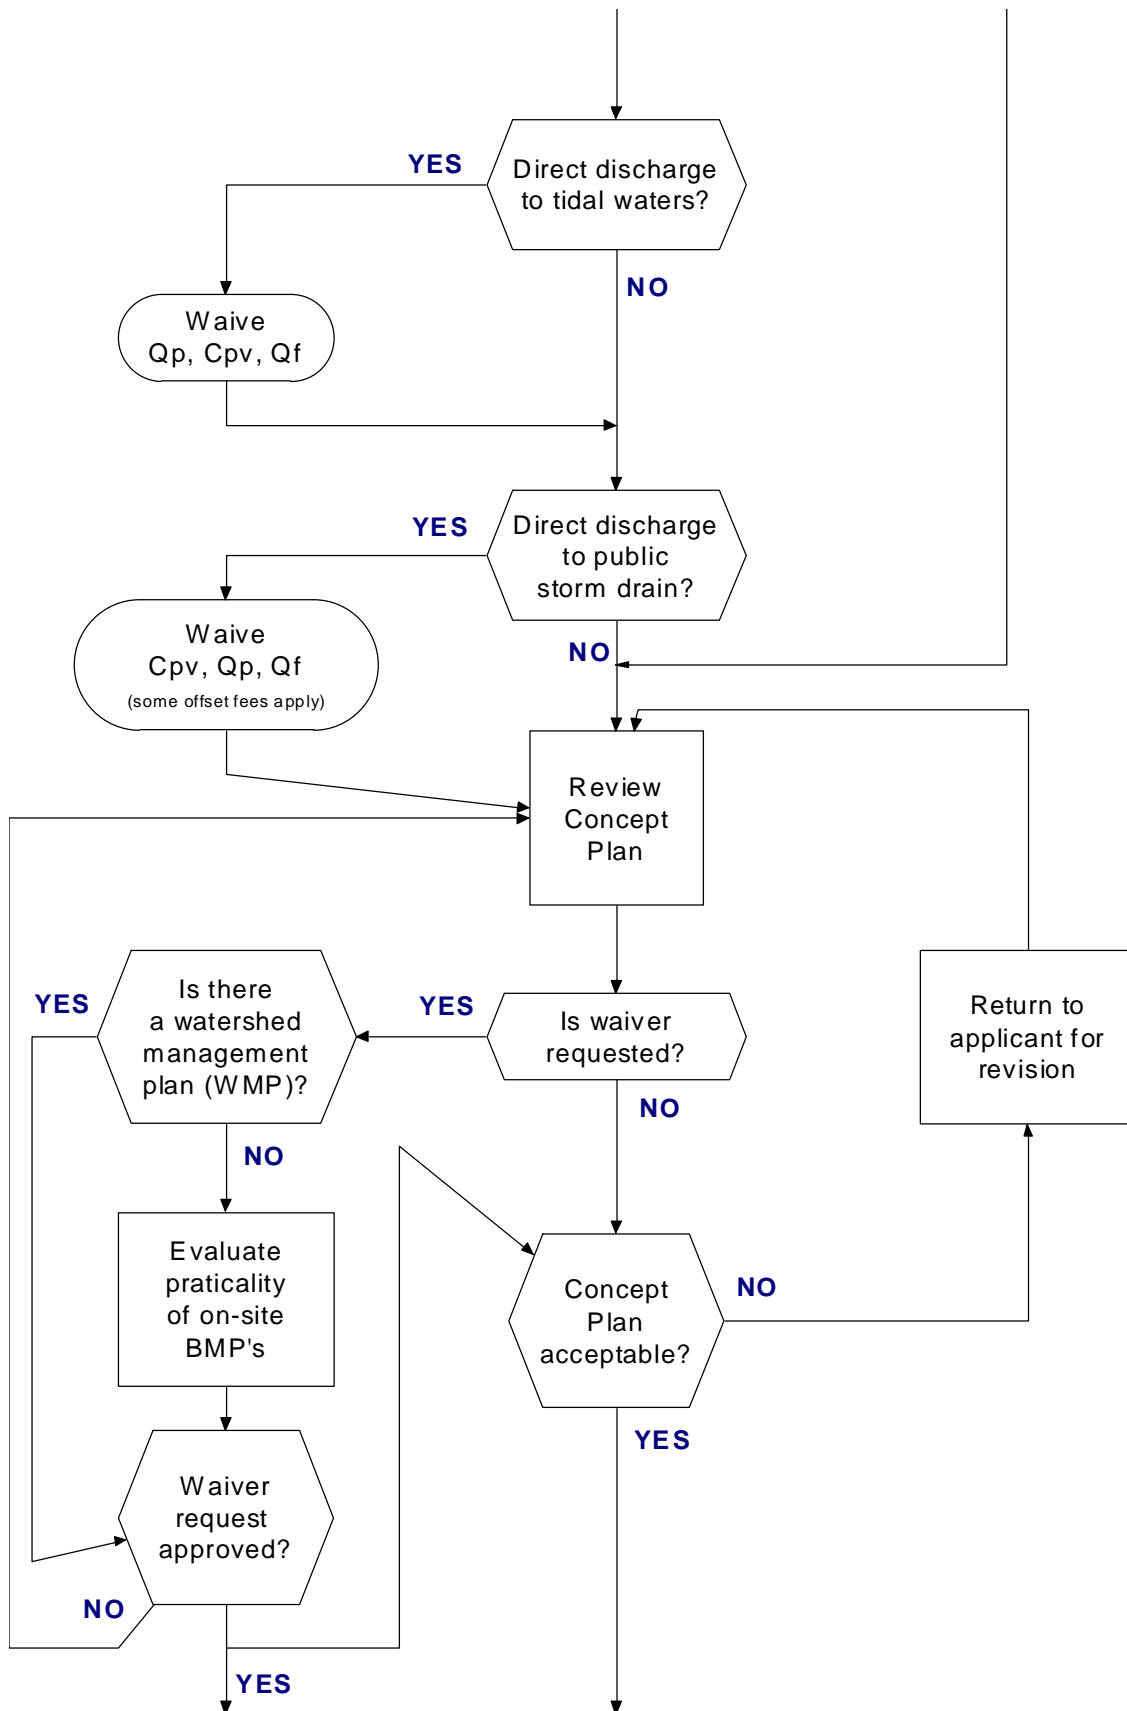 YES
Direct discharge
to tidal waters?
NO
Waive
Qp, Cpv, Qf
YES
Direct discharge
to public
storm drain?
NO
Waive
Cpv, Qp, Qf
(some offset fees apply)
Review
Concept
Plan
YES
Is there
a watershed
management
plan (WMP)?
YES
Is waiver
requested?
Return to
applicant for
revision
NO
NO
Evaluate
praticality
of on-site
BMP's
Concept
Plan
acceptable?
NO
YES
Waiver
request
approved?
NO
YES